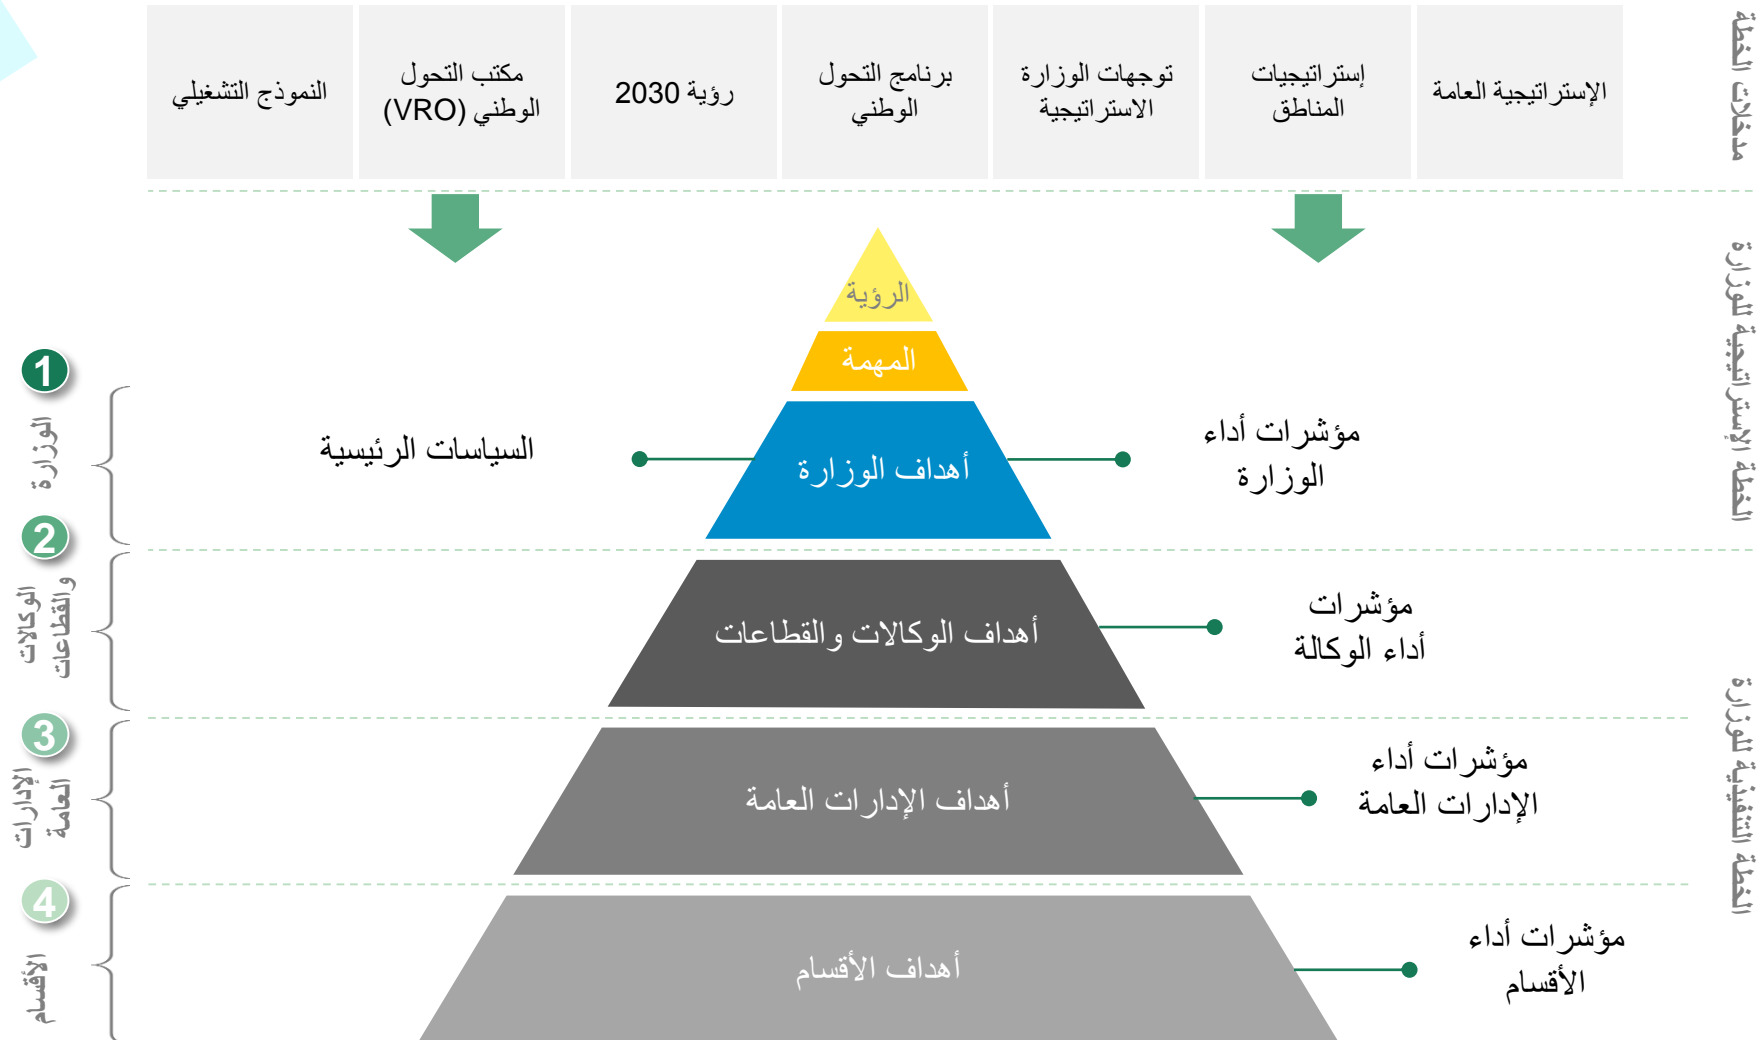 مدخلات الخطة
الإستراتيجية العامة
إستراتيجيات
المناطق
توجهات الوزارة
الاستراتيجية
برنامج التحول
الوطني
رؤية 2030
مكتب التحول
الوطني (VRO)
النموذج التشغيلي
الخطة الإستراتيجية للوزارة
الرؤية
المهمة
1
الوزارة
مؤشرات أداء
الوزارة
أهداف الوزارة
السياسات الرئيسية
2
الوكالات
والقطاعات
مؤشرات
أداء الوكالة
أهداف الوكالات والقطاعات
الخطة التنفيذية للوزارة
3
الإدارات
العامة
مؤشرات أداء
الإدارات العامة
أهداف الإدارات العامة
4
الأقسام
مؤشرات أداء
الأقسام
أهداف الأقسام